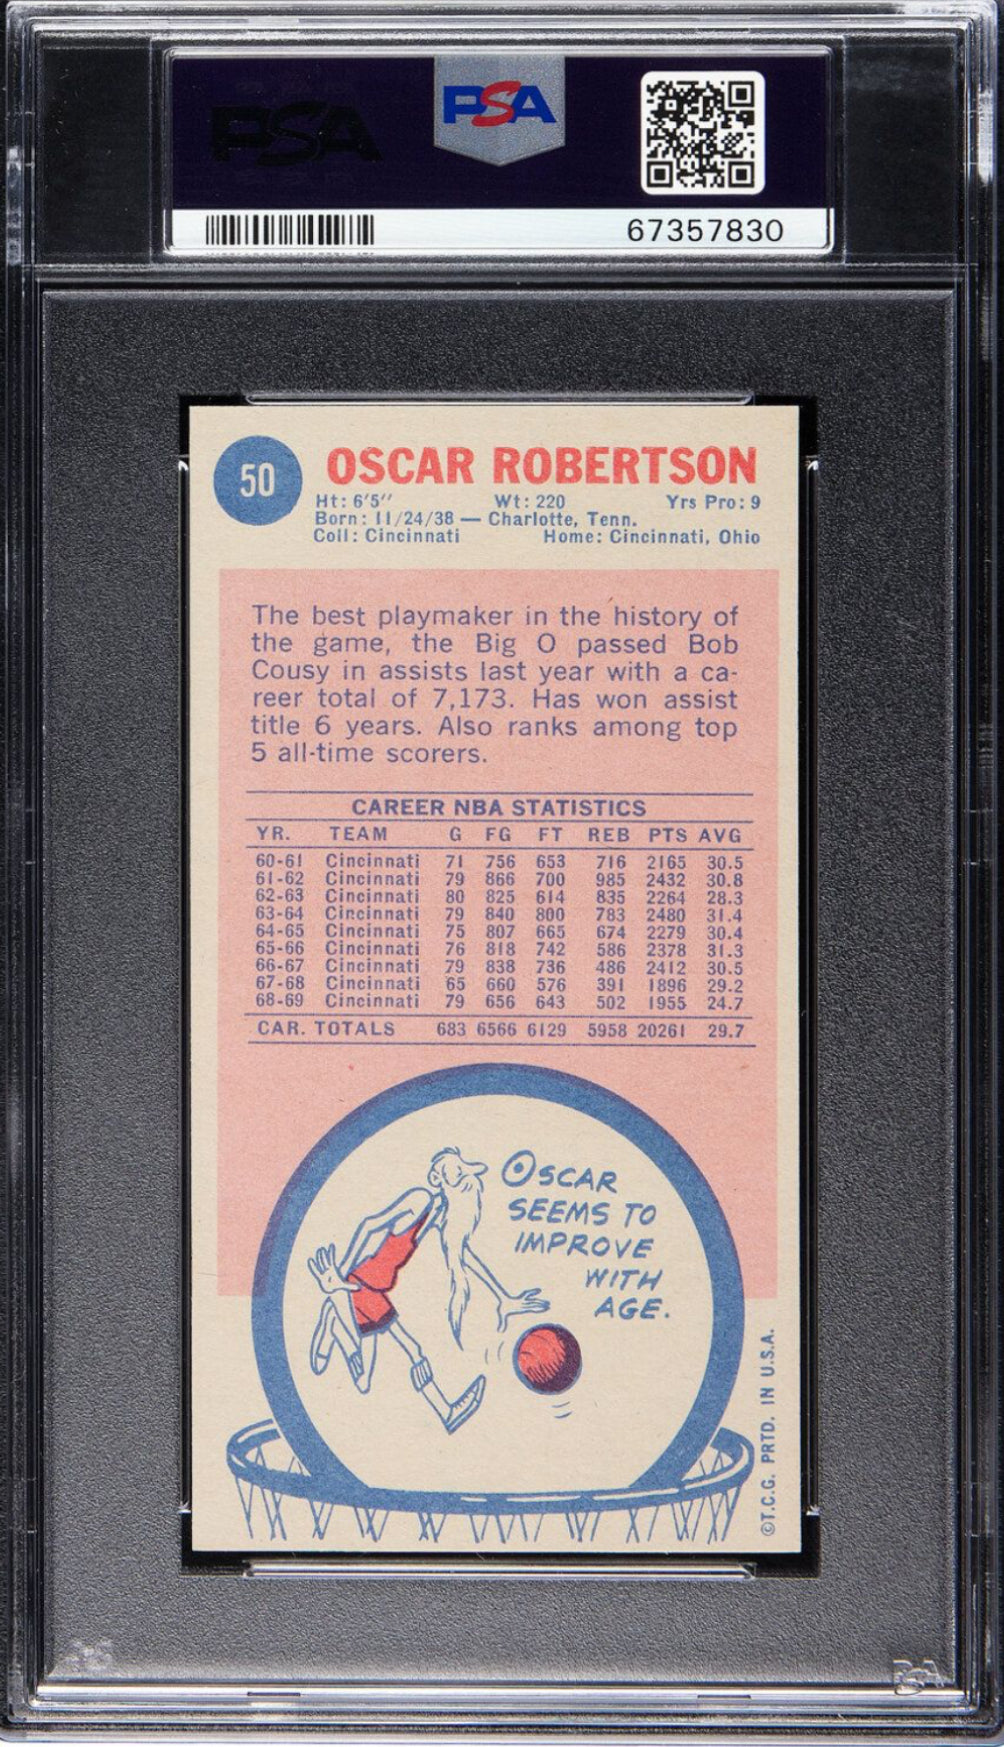 PSA
PSA
67357830
50
OSCAR ROBERTSON
Ht: 6'5'' Wt: 220 Yrs Pro: 9
Born: 11/24/38 — Charlotte, Tenn.
Coll: Cincinnati Home: Cincinnati, Ohio
The best playmaker in the history of
the game, the Big O passed Bob
Cousy in assists last year with a ca-
reer total of 7,173. Has won assist
title 6 years. Also ranks among top
5 all-time scorers.
CAREER NBA STATISTICS
YR. TEAM G FG FT REB PTS AVG
60-61 Cincinnati 71 756 653 716 2165 30.5
61-62 Cincinnati 79 866 700 985 2432 30.8
62-63 Cincinnati 80 825 614 835 2264 28.3
63-64 Cincinnati 79 840 800 783 2480 31.4
64-65 Cincinnati 75 807 665 674 2279 30.4
65-66 Cincinnati 76 818 742 586 2378 31.3
66-67 Cincinnati 79 838 736 486 2412 30.5
67-68 Cincinnati 65 660 576 391 1896 29.2
68-69 Cincinnati 79 656 643 502 1955 24.7
CAR. TOTALS 683 6566 6129 5958 20261 29.7
OSCAR
SEEMS TO
IMPROVE
WITH
AGE.
©T.C.G. PRTD. IN U.S.A.
PSA